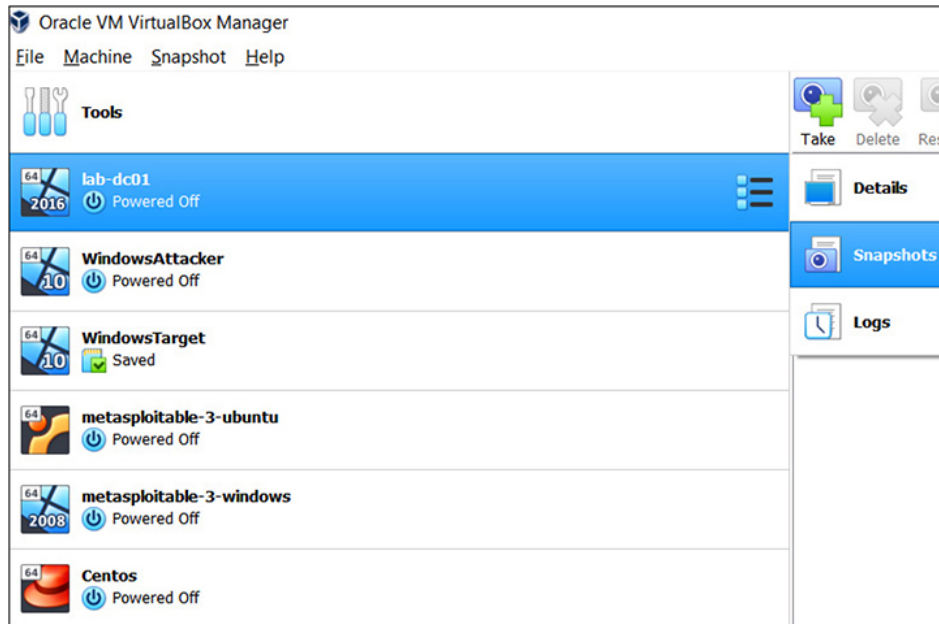 Oracle VM VirtualBox Manager
File Machine Snapshot Help
Tools
Take Delete
64 2016 lab-dc01
Powered Off
Details
64 10 WindowsAttacker
Powered Off
Snapshots
64 10 WindowsTarget
Saved
Logs
64 metasploitable-3-ubuntu
Powered Off
64 2008 metasploitable-3-windows
Powered Off
64 Centos
Powered Off